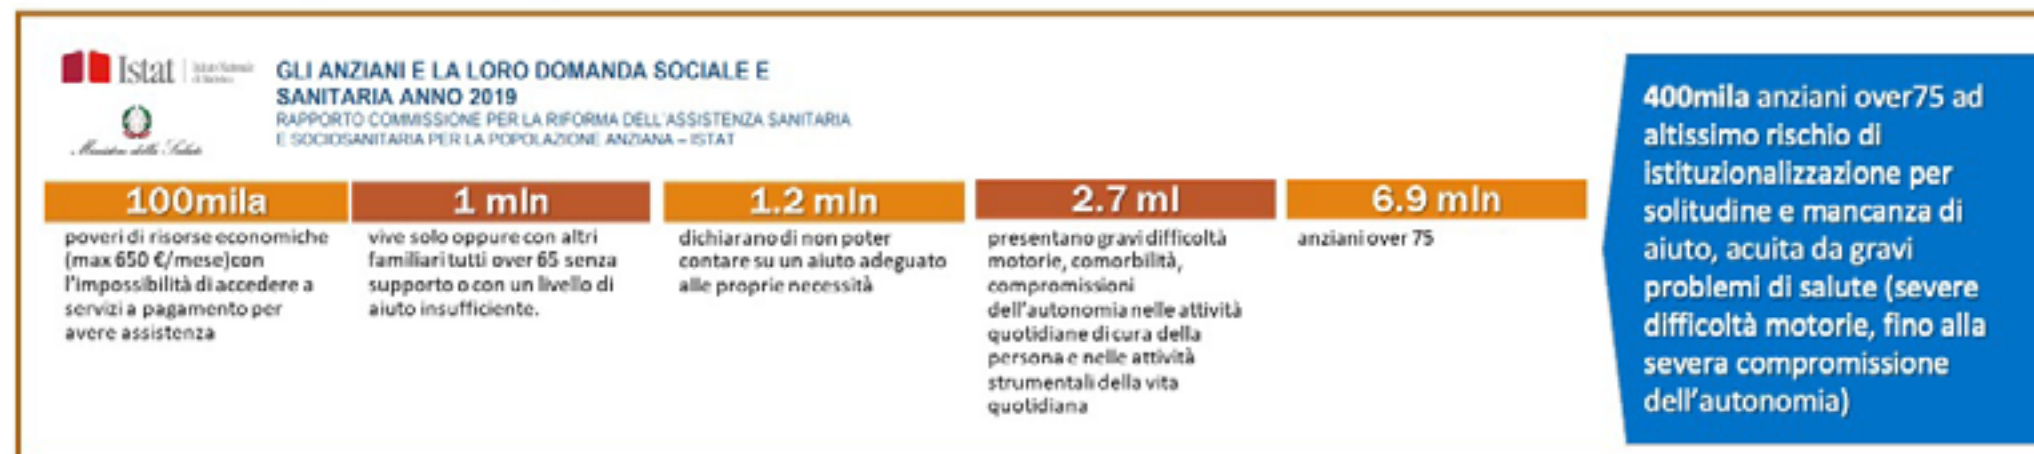 Istat
GLI ANZIANI E LA LORO DOMANDA SOCIALE E
SANITARIA ANNO 2019
RAPPORTO COMMISSIONE PER LA RIFORMA DELL'ASSISTENZA SANITARIA
E SOCIOSANITARIA PER LA POPOLAZIONE ANZIANA – ISTAT
Ministero della Salute
100mila
poveri di risorse economiche
(max 650 €/mese)con
l'impossibilità di accedere a
servizi a pagamento per
avere assistenza
1 mln
vive solo oppure con altri
familiari tutti over 65 senza
supporto o con un livello di
aiuto insufficiente.
1.2 mln
dichiarano di non poter
contare su un aiuto adeguato
alle proprie necessità
2.7 ml
presentano gravi difficoltà
motorie, comorbilità,
compromissioni
dell'autonomia nelle attività
quotidiane di cura della
persona e nelle attività
strumentali della vita
quotidiana
6.9 mln
anziani over 75
400mila anziani over75 ad
altissimo rischio di
istituzionalizzazione per
solitudine e mancanza di
aiuto, acuita da gravi
problemi di salute (severe
difficoltà motorie, fino alla
severa compromissione
dell'autonomia)